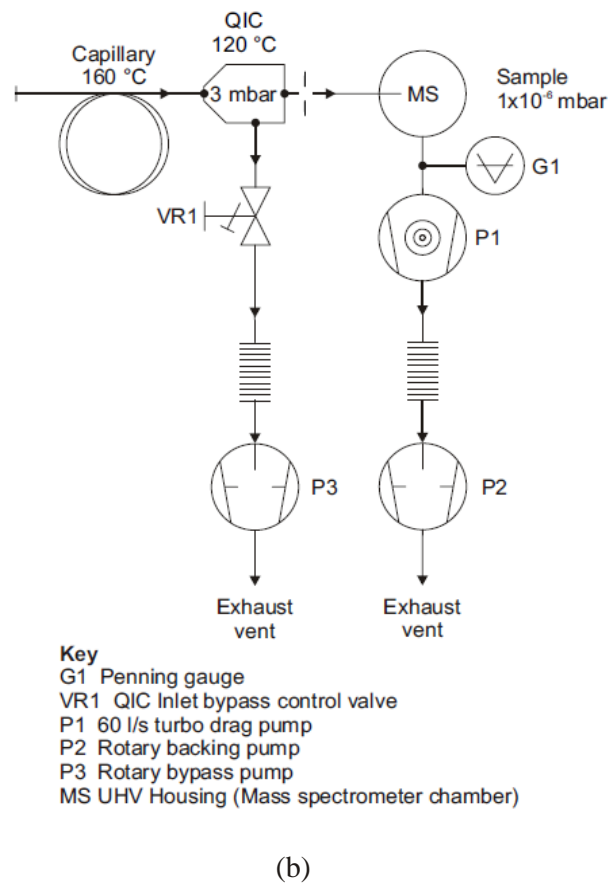 QIC
120 °C
Capillary
160 °C
3 mbar
MS
Sample
1x10⁻⁶ mbar
G1
VR1
P1
P3
P2
Exhaust
vent
Exhaust
vent
Key
G1 Penning gauge
VR1 QIC Inlet bypass control valve
P1 60 l/s turbo drag pump
P2 Rotary backing pump
P3 Rotary bypass pump
MS UHV Housing (Mass spectrometer chamber)
(b)